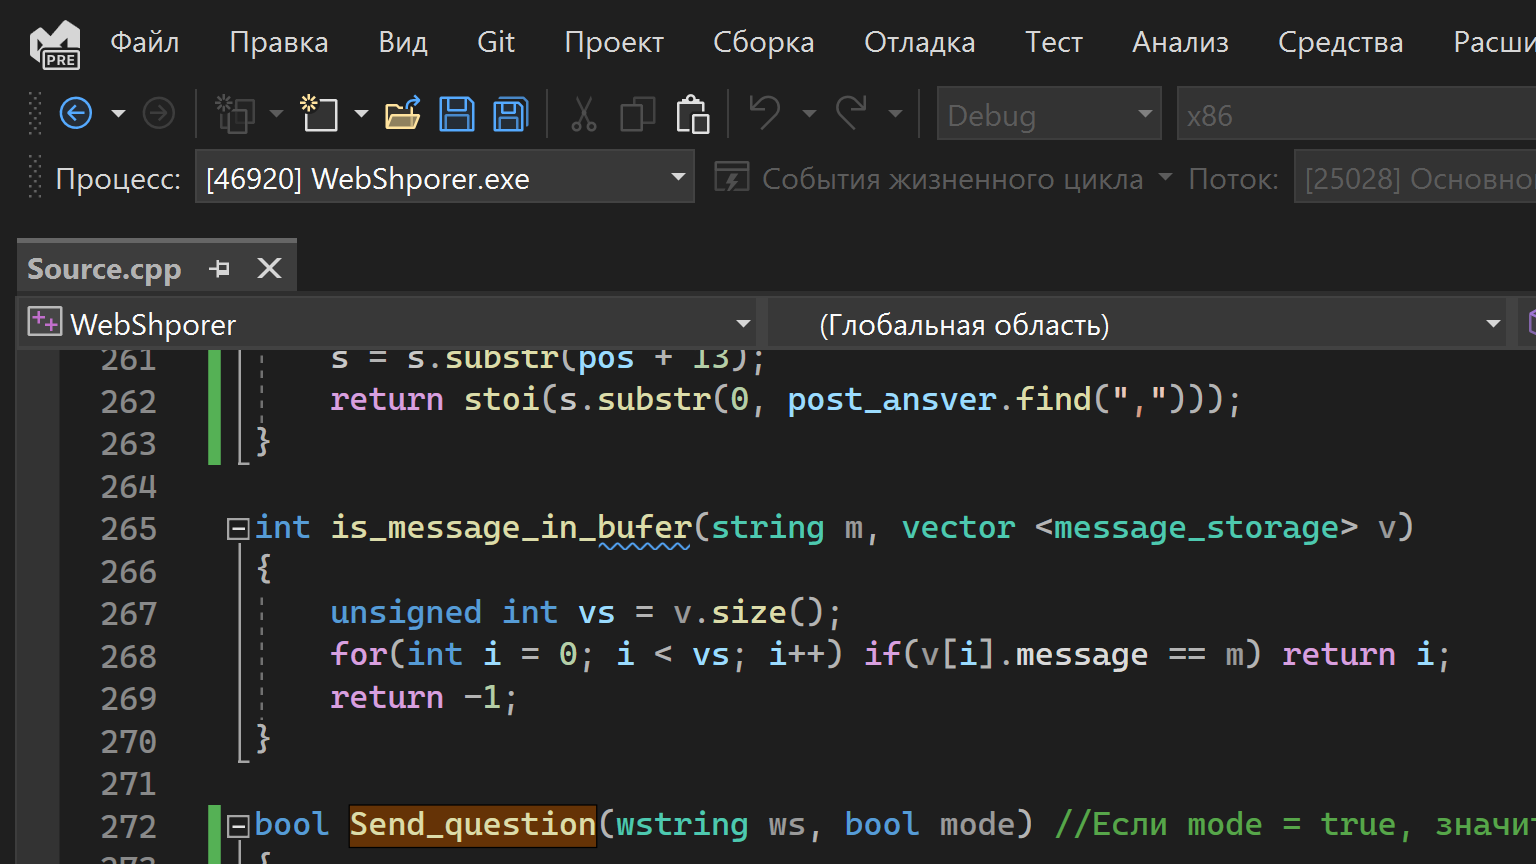 PRE Файл Правка Вид Git Проект Сборка Отладка Тест Анализ Средства Расши
Debug x86
Процесс: [46920] WebShporer.exe События жизненного цикла Поток: [25028] Основно
Source.cpp
WebShporer (Глобальная область)
261 s = s.substr(pos + 13);
262 return stoi(s.substr(0, post_ansver.find(",")));
263 }
264
265 int is_message_in_bufer(string m, vector <message_storage> v)
266 {
267 unsigned int vs = v.size();
268 for(int i = 0; i < vs; i++) if(v[i].message == m) return i;
269 return -1;
270 }
271
272 bool Send_question(wstring ws, bool mode) //Если mode = true, значит
273 {